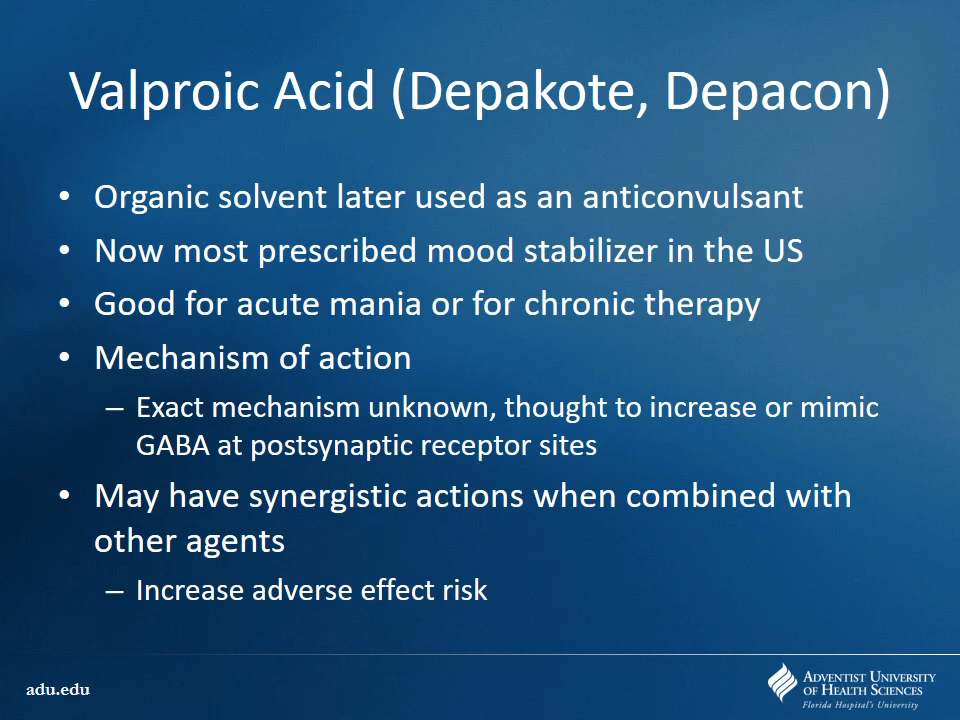 Valproic Acid (Depakote, Depacon)
• Organic solvent later used as an anticonvulsant
• Now most prescribed mood stabilizer in the US
• Good for acute mania or for chronic therapy
• Mechanism of action
– Exact mechanism unknown, thought to increase or mimic
GABA at postsynaptic receptor sites
• May have synergistic actions when combined with
other agents
– Increase adverse effect risk
adu.edu
ADVENTIST UNIVERSITY
OF HEALTH SCIENCES
Florida Hospital's University